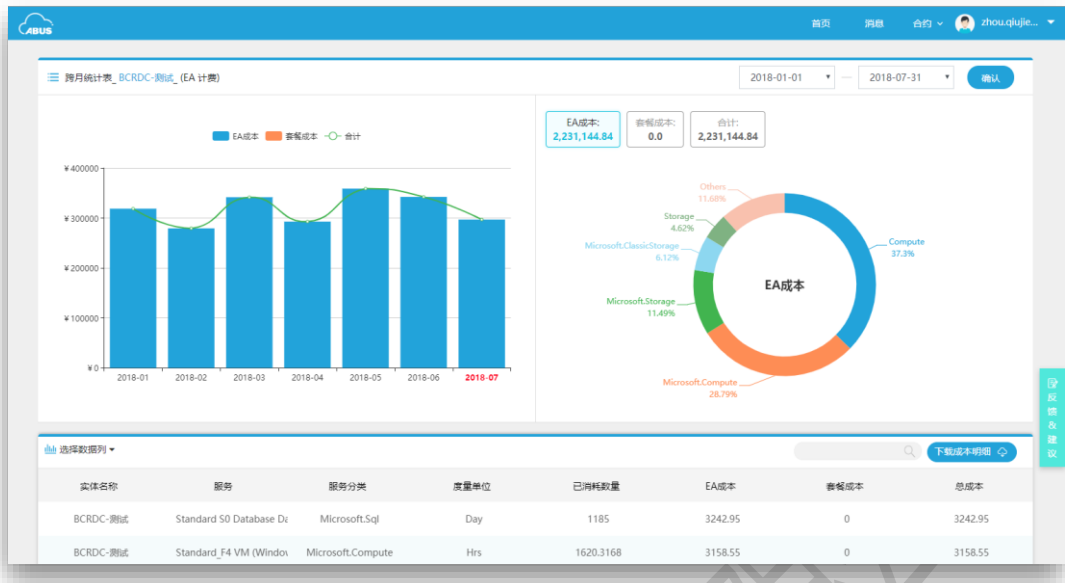 ABUS
首页 消息 合约 zhou.qiujie...
跨月统计表_ BCRDC-测试_ (EA 计费)
2018-01-01 — 2018-07-31 确认
EA成本 套餐成本 合计
¥400000
¥300000
¥200000
¥100000
¥0
2018-01 2018-02 2018-03 2018-04 2018-05 2018-06 2018-07
EA成本: 套餐成本: 合计:
2,231,144.84 0.0 2,231,144.84
Others
11.68%
Storage
4.62%
Microsoft.ClassicStorage
6.12%
Compute
37.3%
EA成本
Microsoft.Storage
11.49%
Microsoft.Compute
28.79%
反馈&建议
选择数据列 下载成本明细
实体名称 服务 服务分类 度量单位 已消耗数量 EA成本 套餐成本 总成本
BCRDC-测试 Standard S0 Database Da Microsoft.Sql Day 1185 3242.95 0 3242.95
BCRDC-测试 Standard_F4 VM (Window Microsoft.Compute Hrs 1620.3168 3158.55 0 3158.55